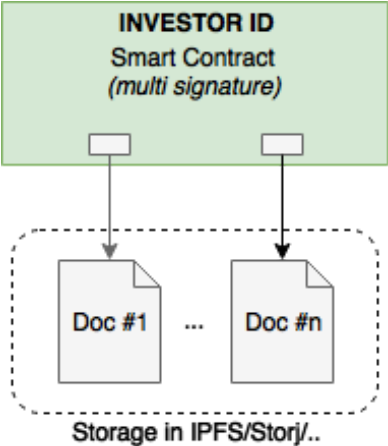 INVESTOR ID
Smart Contract
(multi signature)
Doc #1 ... Doc #n
Storage in IPFS/Storj/..